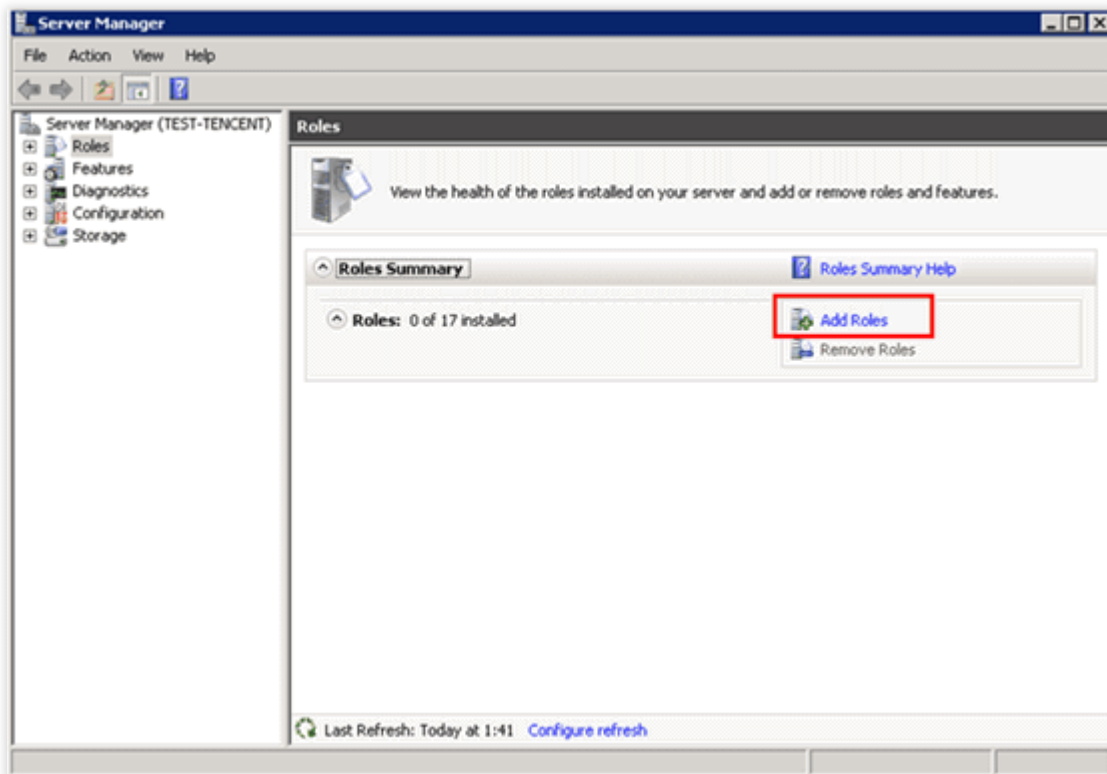 Server Manager
File Action View Help
Server Manager (TEST-TENCENT)
Roles
Features
Diagnostics
Configuration
Storage
Roles
View the health of the roles installed on your server and add or remove roles and features.
Roles Summary
Roles Summary Help
Roles: 0 of 17 installed
Add Roles
Remove Roles
Last Refresh: Today at 1:41 Configure refresh